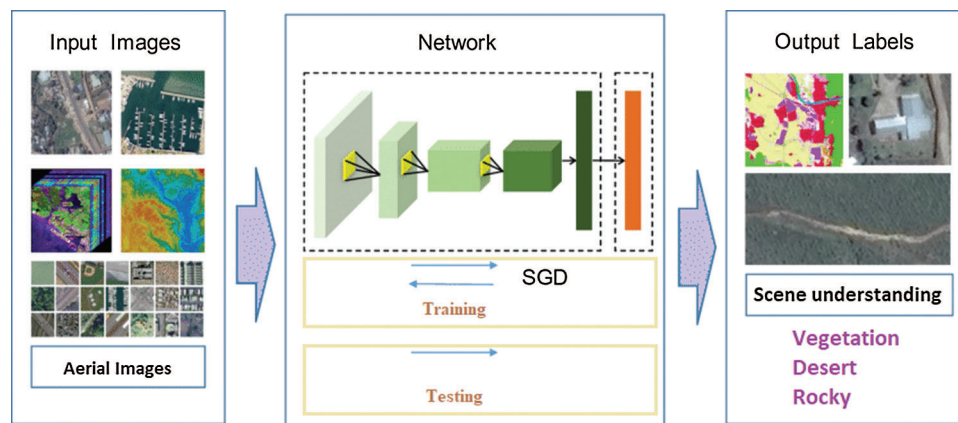 Input Images
Aerial Images
Network
SGD
Training
Testing
Output Labels
Scene understanding
Vegetation
Desert
Rocky